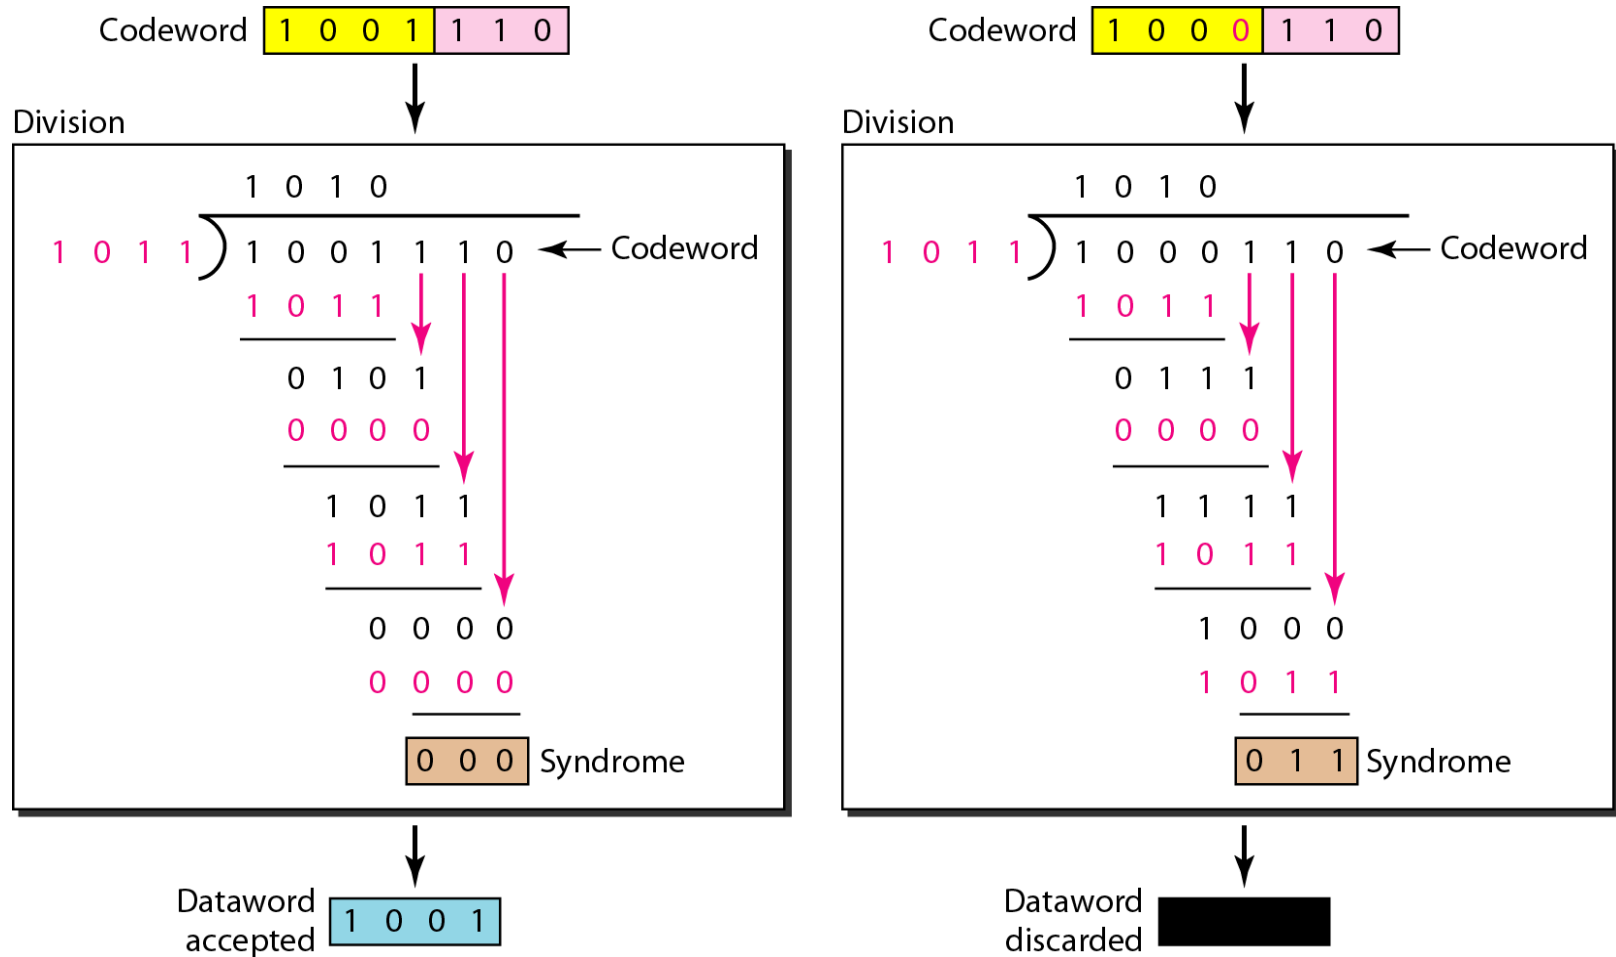 Codeword 1 0 0 1 1 1 0
Division
1 0 1 0
1 0 1 1 1 0 0 1 1 1 0 Codeword
1 0 1 1
0 1 0 1
0 0 0 0
1 0 1 1
1 0 1 1
0 0 0 0
0 0 0 0
0 0 0 Syndrome
Dataword
accepted
1 0 0 1
Codeword 1 0 0 0 1 1 0
Division
1 0 1 0
1 0 1 1 1 0 0 0 1 1 0 Codeword
1 0 1 1
0 1 1 1
0 0 0 0
1 1 1 1
1 0 1 1
1 0 0 0
1 0 1 1
0 1 1 Syndrome
Dataword
discarded